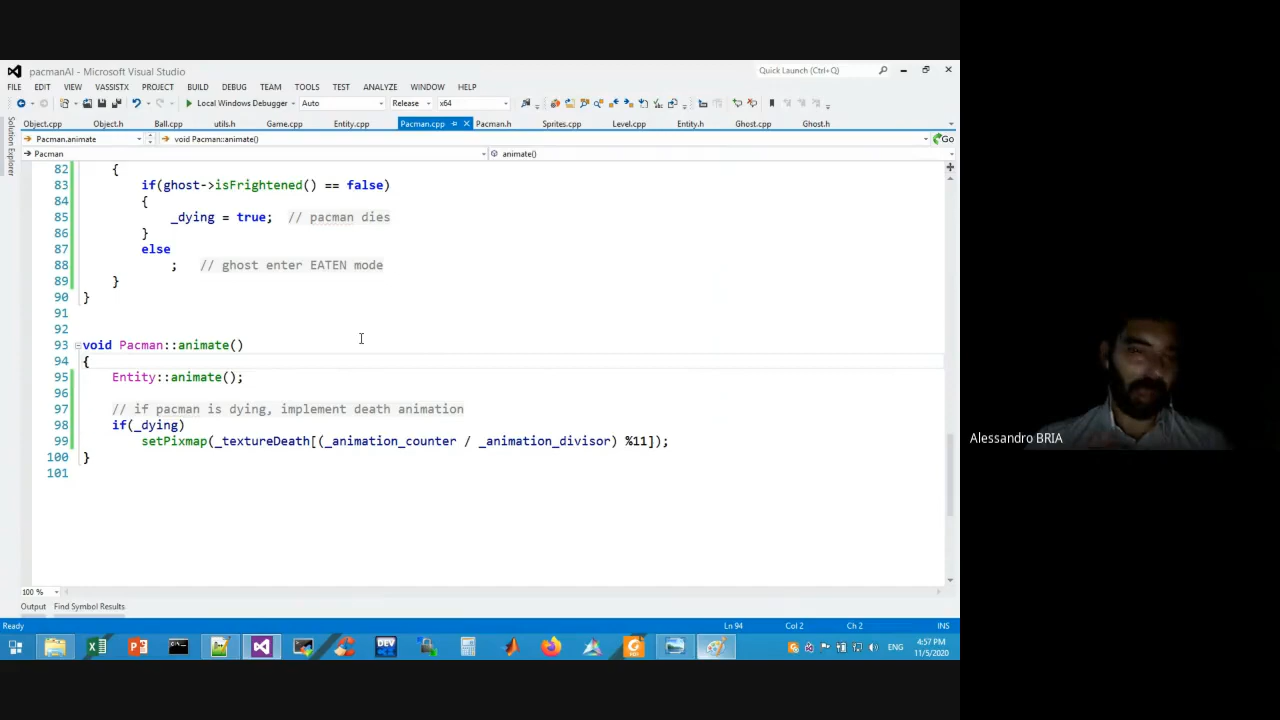 pacmanAI - Microsoft Visual Studio
Quick Launch (Ctrl+Q)
FILE EDIT VIEW VASSISTX PROJECT BUILD DEBUG TEAM TOOLS TEST ANALYZE WINDOW HELP
Local Windows Debugger Auto Release x64
Object.cpp Object.h Ball.cpp utils.h Game.cpp Entity.cpp Pacman.cpp Pacman.h Sprites.cpp Level.cpp Entity.h Ghost.cpp Ghost.h
Solution Explorer
Pacman.animate void Pacman::animate() Go
Pacman animate()
82 {
83 if(ghost->isFrightened() == false)
84 {
85 _dying = true; // pacman dies
86 }
87 else
88 ; // ghost enter EATEN mode
89 }
90 }
91
92
93 void Pacman::animate()
94 {
95 Entity::animate();
96
97 // if pacman is dying, implement death animation
98 if(_dying)
99 setPixmap(_textureDeath[(_animation_counter / _animation_divisor) %11]);
100 }
101
Alessandro BRIA
100 %
Output Find Symbol Results
Ready Ln 94 Col 2 Ch 2 INS
DEV
PDF
ENG
4:57 PM
11/5/2020